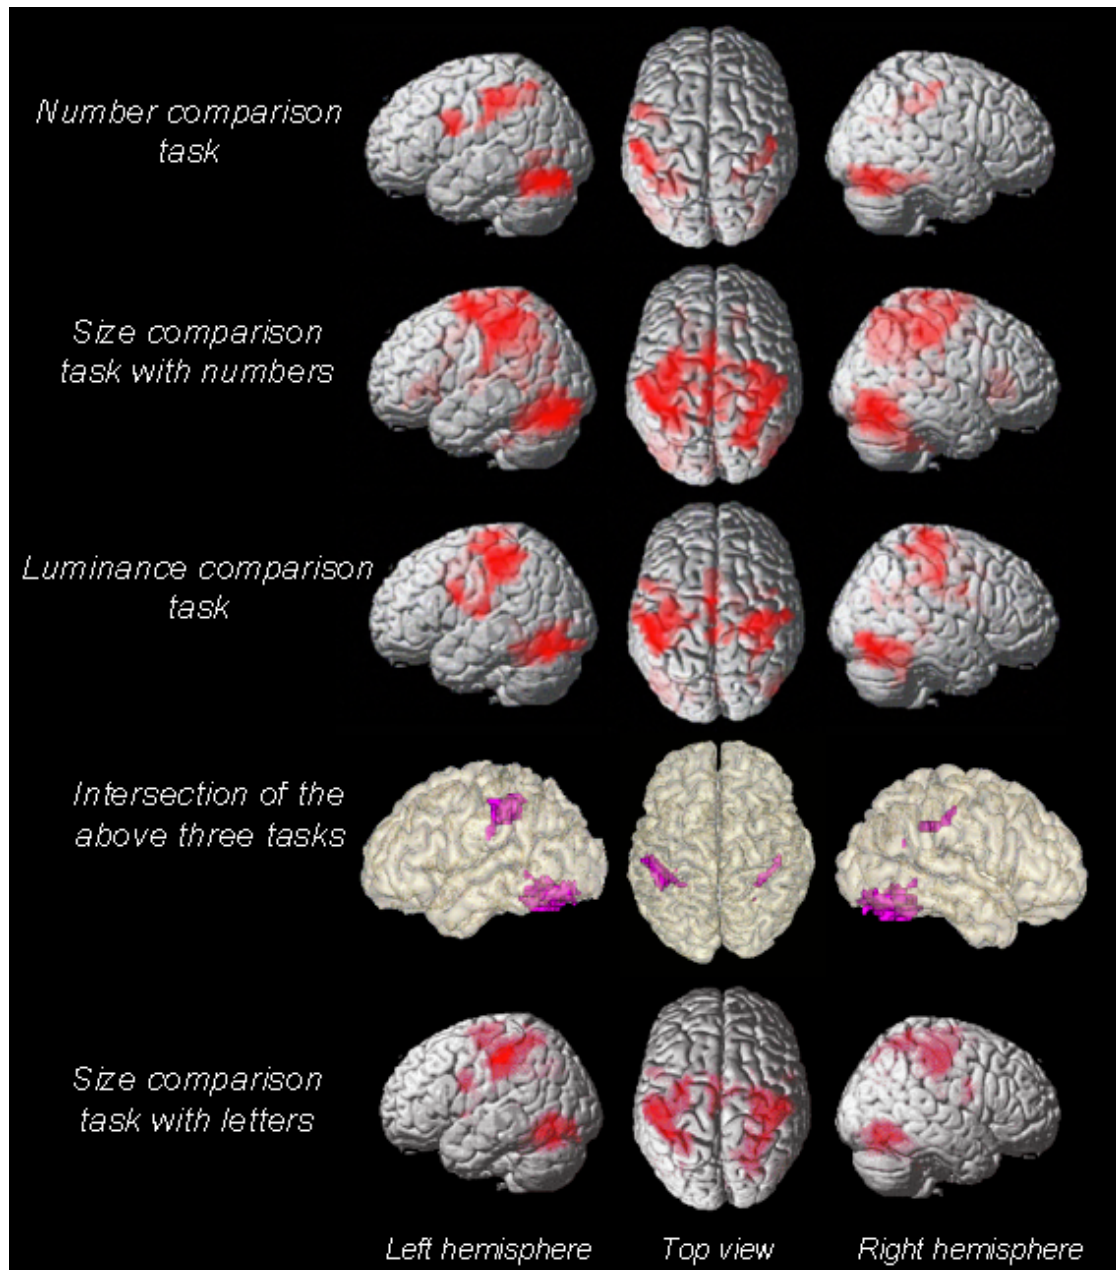 Number comparison
task
Size comparison
task with numbers
Luminance comparison
task
Intersection of the
above three tasks
Size comparison
task with letters
Left hemisphere
Top view
Right hemisphere